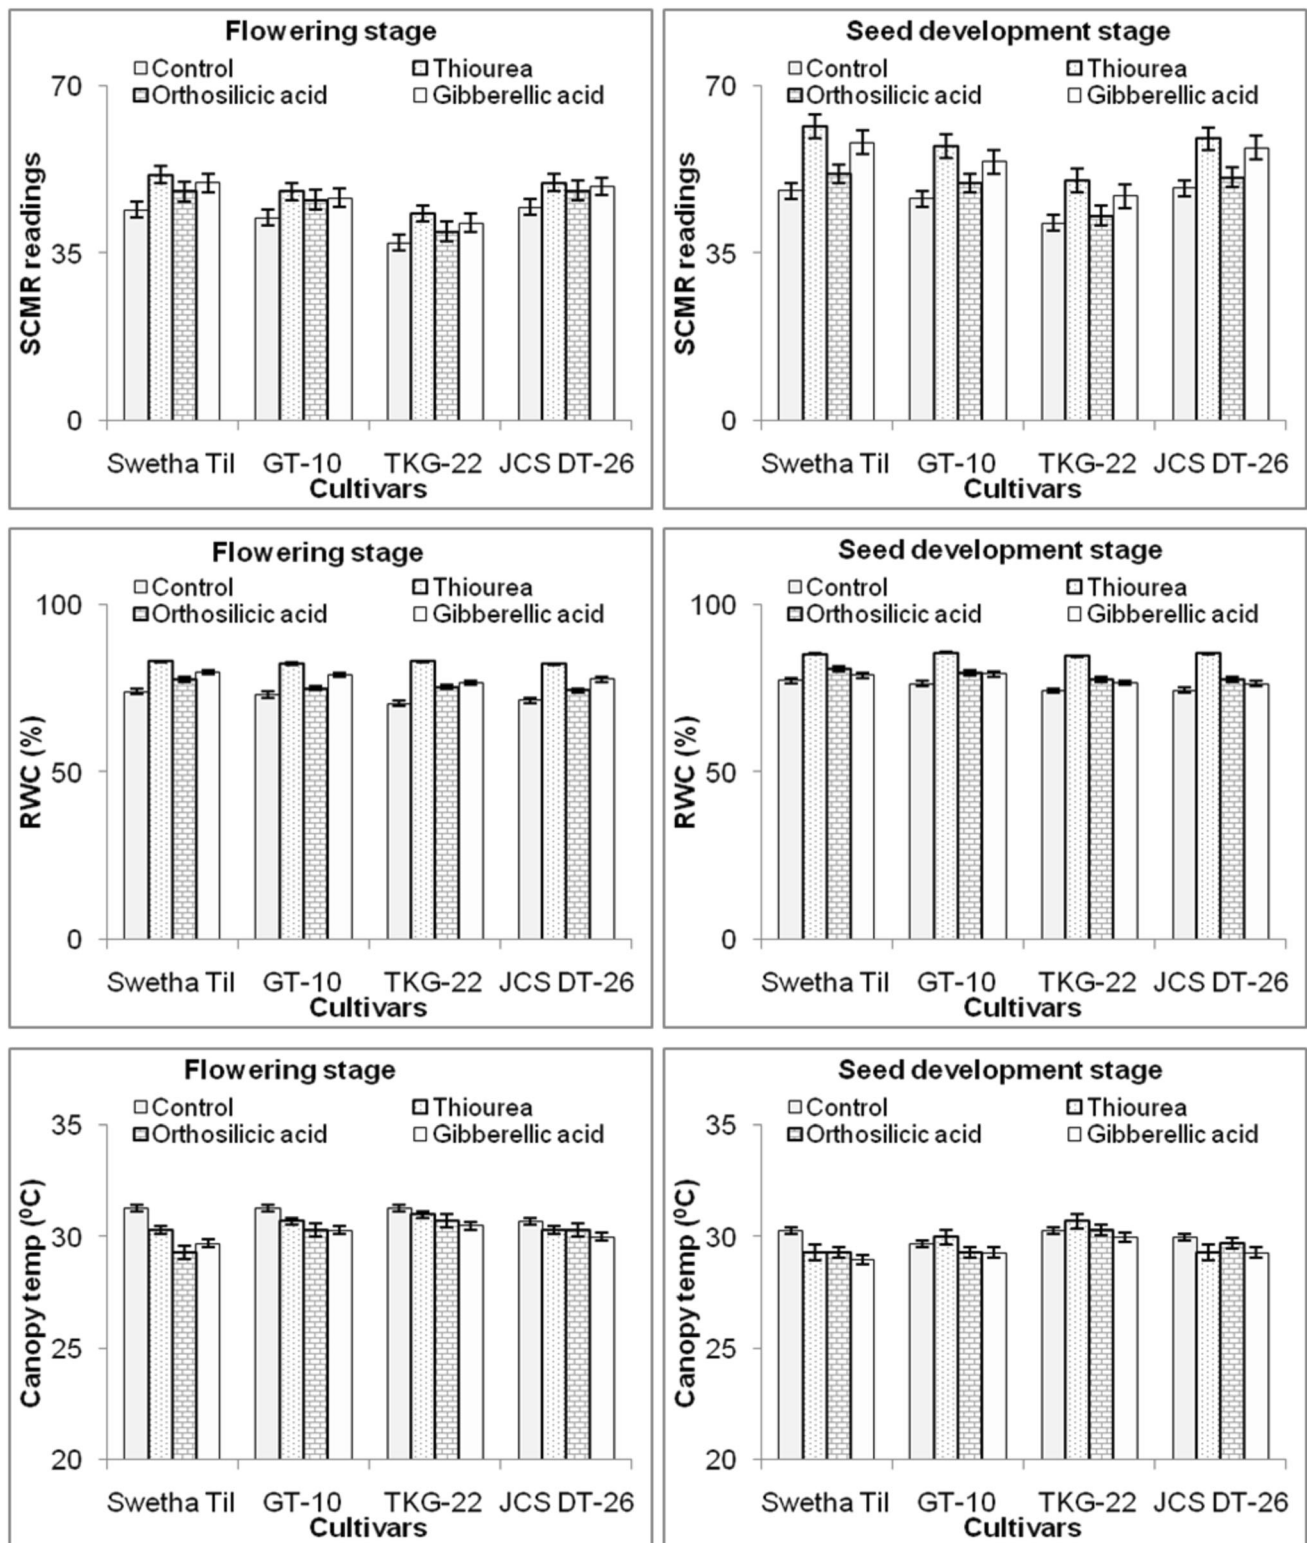 Flowering stage
Control
Thiourea
Orthosilicic acid
Gibberellic acid
70
35
0
SCMR readings
Swetha Til GT-10 TKG-22 JCS DT-26
Cultivars
Seed development stage
Control
Thiourea
Orthosilicic acid
Gibberellic acid
70
35
0
SCMR readings
Swetha Til GT-10 TKG-22 JCS DT-26
Cultivars
Flowering stage
Control
Thiourea
Orthosilicic acid
Gibberellic acid
100
50
0
RWC (%)
Swetha Til GT-10 TKG-22 JCS DT-26
Cultivars
Seed development stage
Control
Thiourea
Orthosilicic acid
Gibberellic acid
100
50
0
RWC (%)
Swetha Til GT-10 TKG-22 JCS DT-26
Cultivars
Flowering stage
Control
Thiourea
Orthosilicic acid
Gibberellic acid
35
30
25
20
Canopy temp (⁰C)
Swetha Til GT-10 TKG-22 JCS DT-26
Cultivars
Seed development stage
Control
Thiourea
Orthosilicic acid
Gibberellic acid
35
30
25
20
Canopy temp (⁰C)
Swetha Til GT-10 TKG-22 JCS DT-26
Cultivars